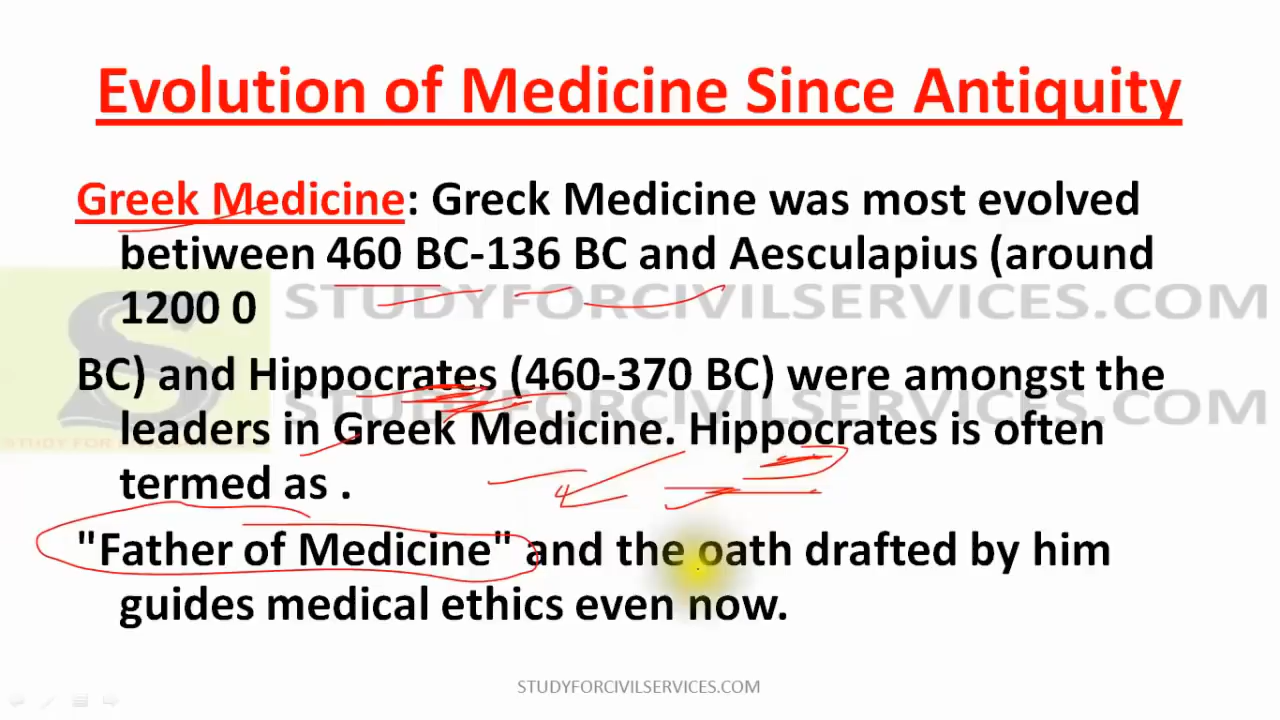 Evolution of Medicine Since Antiquity
Greek Medicine: Greck Medicine was most evolved
betiween 460 BC-136 BC and Aesculapius (around
STUDYFORCIVILSERVICES.COM
1200 0
BC) and Hippocrates (460-370 BC) were amongst the
STUDYFORCIVILSERVICES.COM
leaders in Greek Medicine. Hippocrates is often
termed as .
"Father of Medicine" and the oath drafted by him
guides medical ethics even now.
STUDYFORCIVILSERVICES.COM